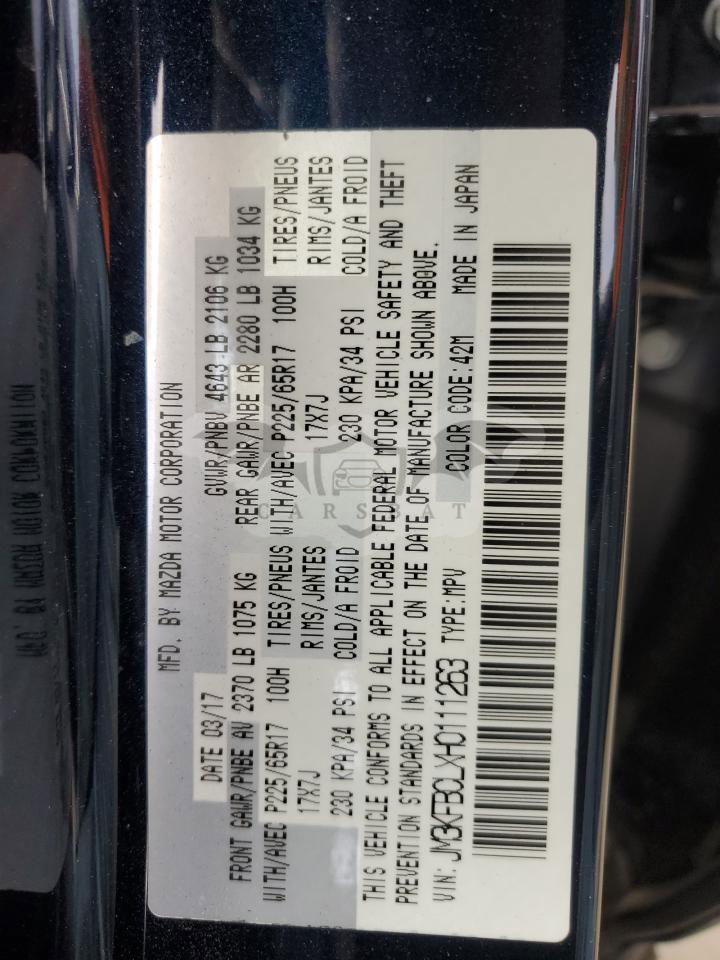 MFD. BY MAZDA MOTOR CORPORATION
DATE 03/17 GVWR/PNBV 4643 LB 2106 KG
FRONT GAWR/PNBE AV 2370 LB 1075 KG REAR GAWR/PNBE AR 2280 LB 1034 KG
WITH/AVEC P225/65R17 100H TIRES/PNEUS WITH/AVEC P225/65R17 100H TIRES/PNEUS
17X7J RIMS/JANTES 17X7J RIMS/JANTES
230 KPA/34 PSI COLD/A FROID 230 KPA/34 PSI COLD/A FROID
THIS VEHICLE CONFORMS TO ALL APPLICABLE FEDERAL MOTOR VEHICLE SAFETY AND THEFT
PREVENTION STANDARDS IN EFFECT ON THE DATE OF MANUFACTURE SHOWN ABOVE.
VIN: JM3KFBCLXH0111263 TYPE:MPV COLOR CODE:42M MADE IN JAPAN
CARSBAT